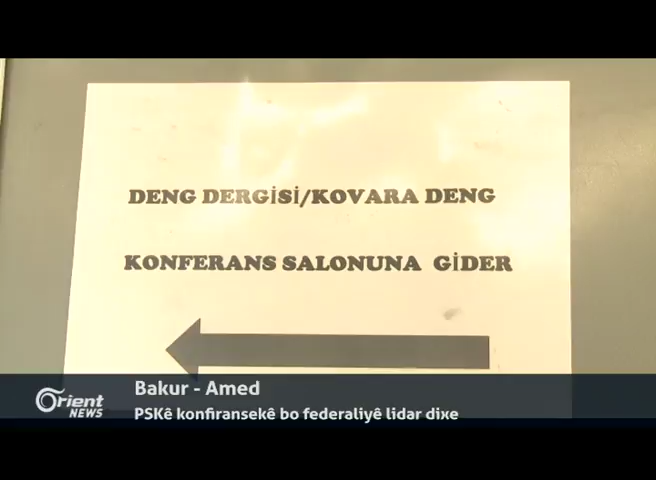 DENG DERGİSİ/KOVARA DENG
KONFERANS SALONUNA GİDER
Orient NEWS
Bakur - Amed
PSKê konfiransekê bo federaliyê lidar dixe